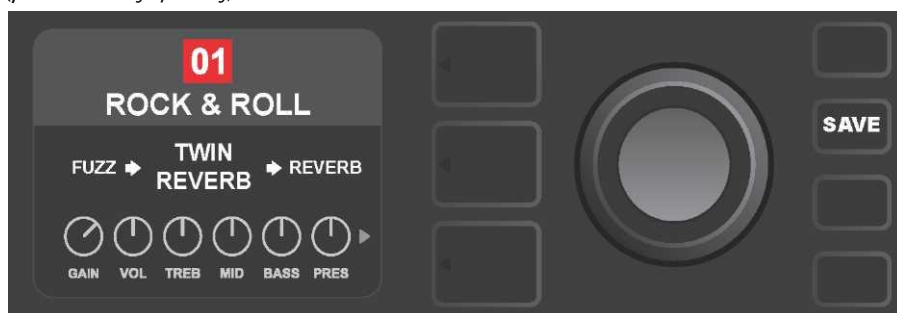 01
ROCK & ROLL
FUZZ TWIN REVERB REVERB
GAIN VOL TREB MID BASS PRES
SAVE